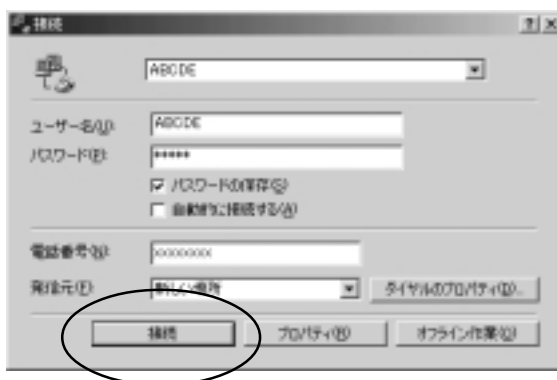 接続
ABCDE
ユーザー名(U): ABCDE
パスワード(P): *****
パスワードの保存(S)
自動的に接続する(A)
電話番号(N): xxxxxxxx
発信元(F): 新しい場所 ダイヤルのプロパティ(D)...
接続 プロパティ(R) オフライン作業(O)